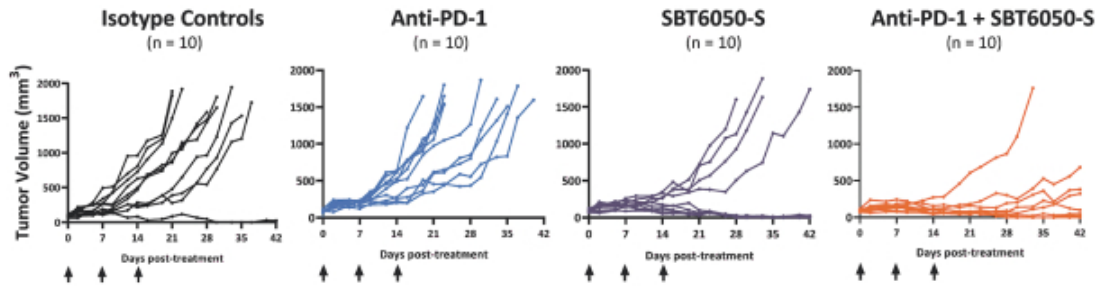 Isotype Controls
(n = 10)
Anti-PD-1
(n = 10)
SBT6050-S
(n = 10)
Anti-PD-1 + SBT6050-S
(n = 10)
Tumor Volume (mm³)
2000
1500
1000
500
0
0 7 14 21 28 35 42
Days post-treatment
2000
1500
1000
500
0
0 7 14 21 28 35 42
Days post-treatment
2000
1500
1000
500
0
0 7 14 21 28 35 42
Days post-treatment
2000
1500
1000
500
0
0 7 14 21 28 35 42
Days post-treatment